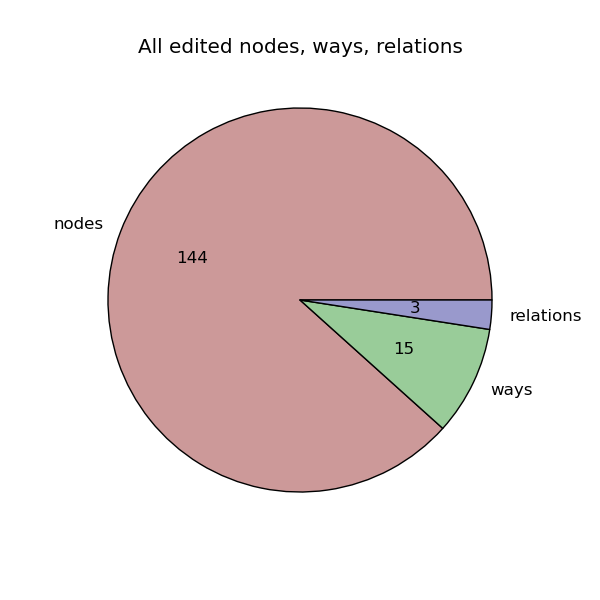 All edited nodes, ways, relations
nodes
144
3
relations
15
ways